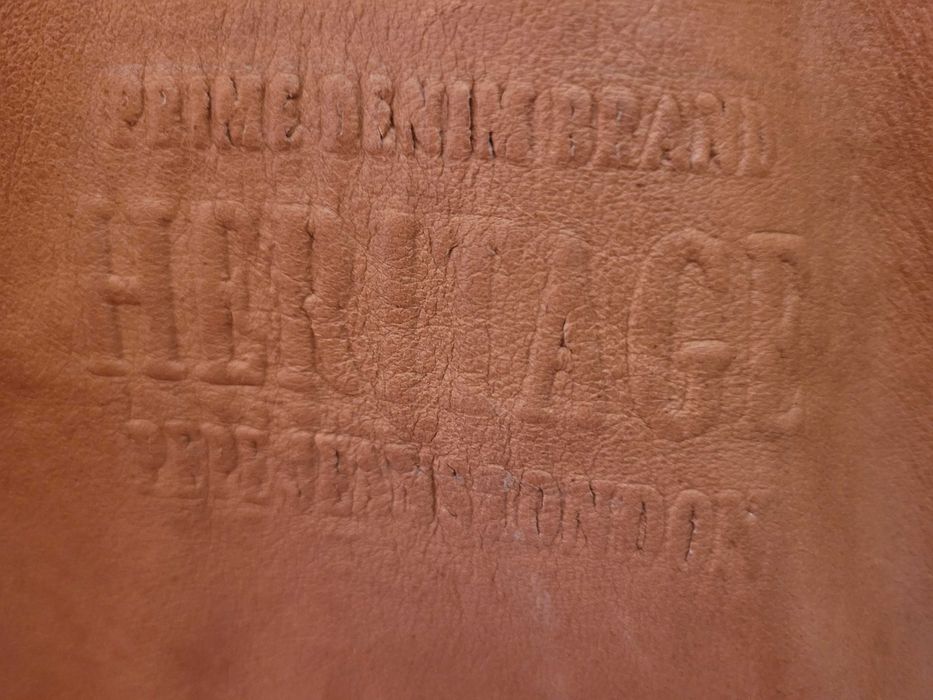 PRIME DENIM BRAND
HERITAGE
PEPE JEANS LONDON